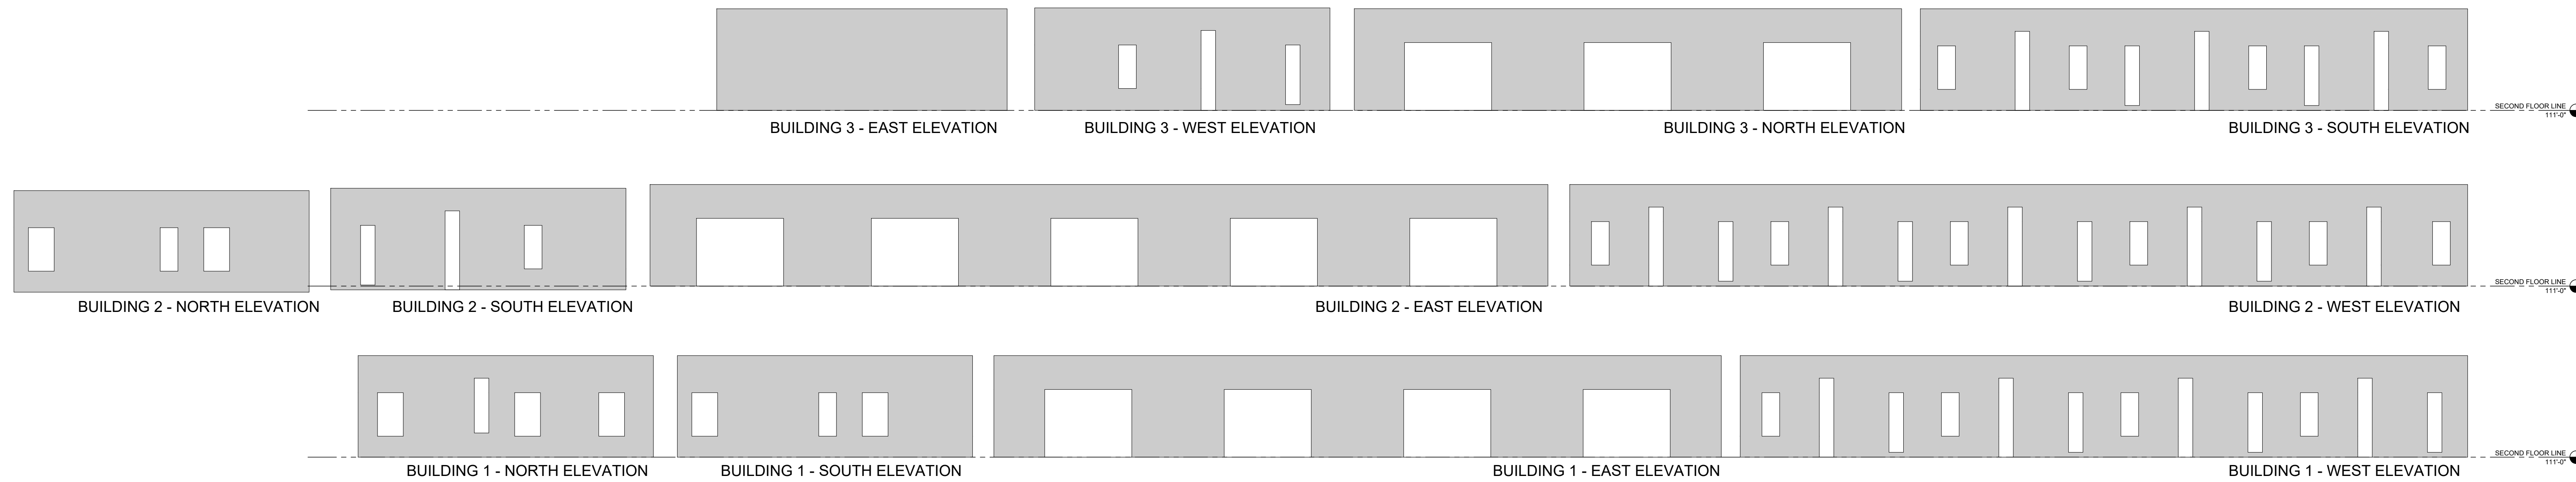 SECOND FLOOR LINE
111'-0"
BUILDING 3 - EAST ELEVATION
BUILDING 3 - WEST ELEVATION
BUILDING 3 - NORTH ELEVATION
BUILDING 3 - SOUTH ELEVATION
SECOND FLOOR LINE
111'-0"
BUILDING 2 - NORTH ELEVATION
BUILDING 2 - SOUTH ELEVATION
BUILDING 2 - EAST ELEVATION
BUILDING 2 - WEST ELEVATION
SECOND FLOOR LINE
111'-0"
BUILDING 1 - NORTH ELEVATION
BUILDING 1 - SOUTH ELEVATION
BUILDING 1 - EAST ELEVATION
BUILDING 1 - WEST ELEVATION